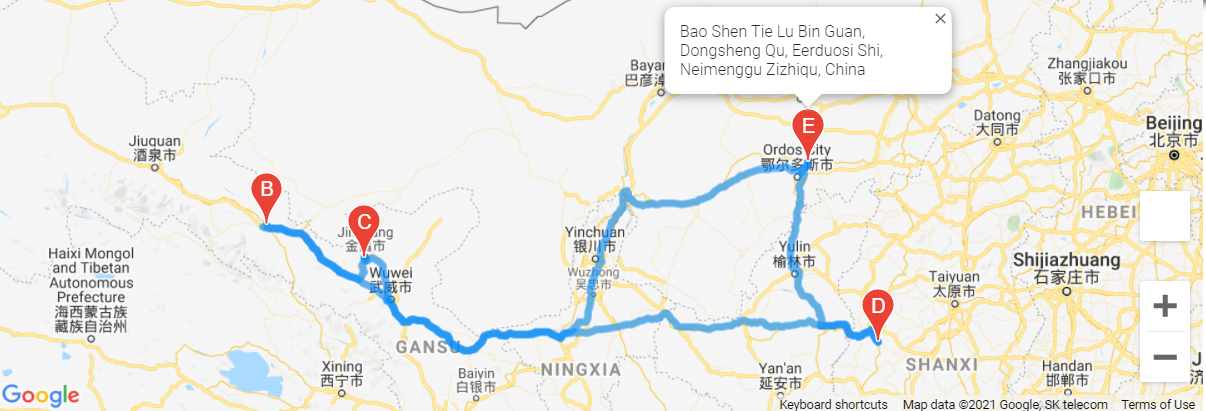 Bao Shen Tie Lu Bin Guan,
Dongsheng Qu, Eerduosi Shi,
Neimenggu Zizhiqu, China
Zhangjiakou
张家口市
Datong
大同市
Beijing
北京市
Jiuquan
酒泉市
E
Ordos City
鄂尔多斯市
B
C
HEBEI
Yinchuan
银川市
Yulin
榆林市
Wuwei
武威市
Wuzhong
吴忠市
Haixi Mongol
and Tibetan
Autonomous
Prefecture
海西蒙古族
藏族自治州
Shijiazhuang
石家庄市
Taiyuan
太原市
D
GANSU
NINGXIA
SHANXI
Xining
西宁市
Baiyin
白银市
Yan'an
延安市
Handan
邯郸市
Google
Keyboard shortcuts
Map data ©2021 Google, SK telecom
Terms of Use